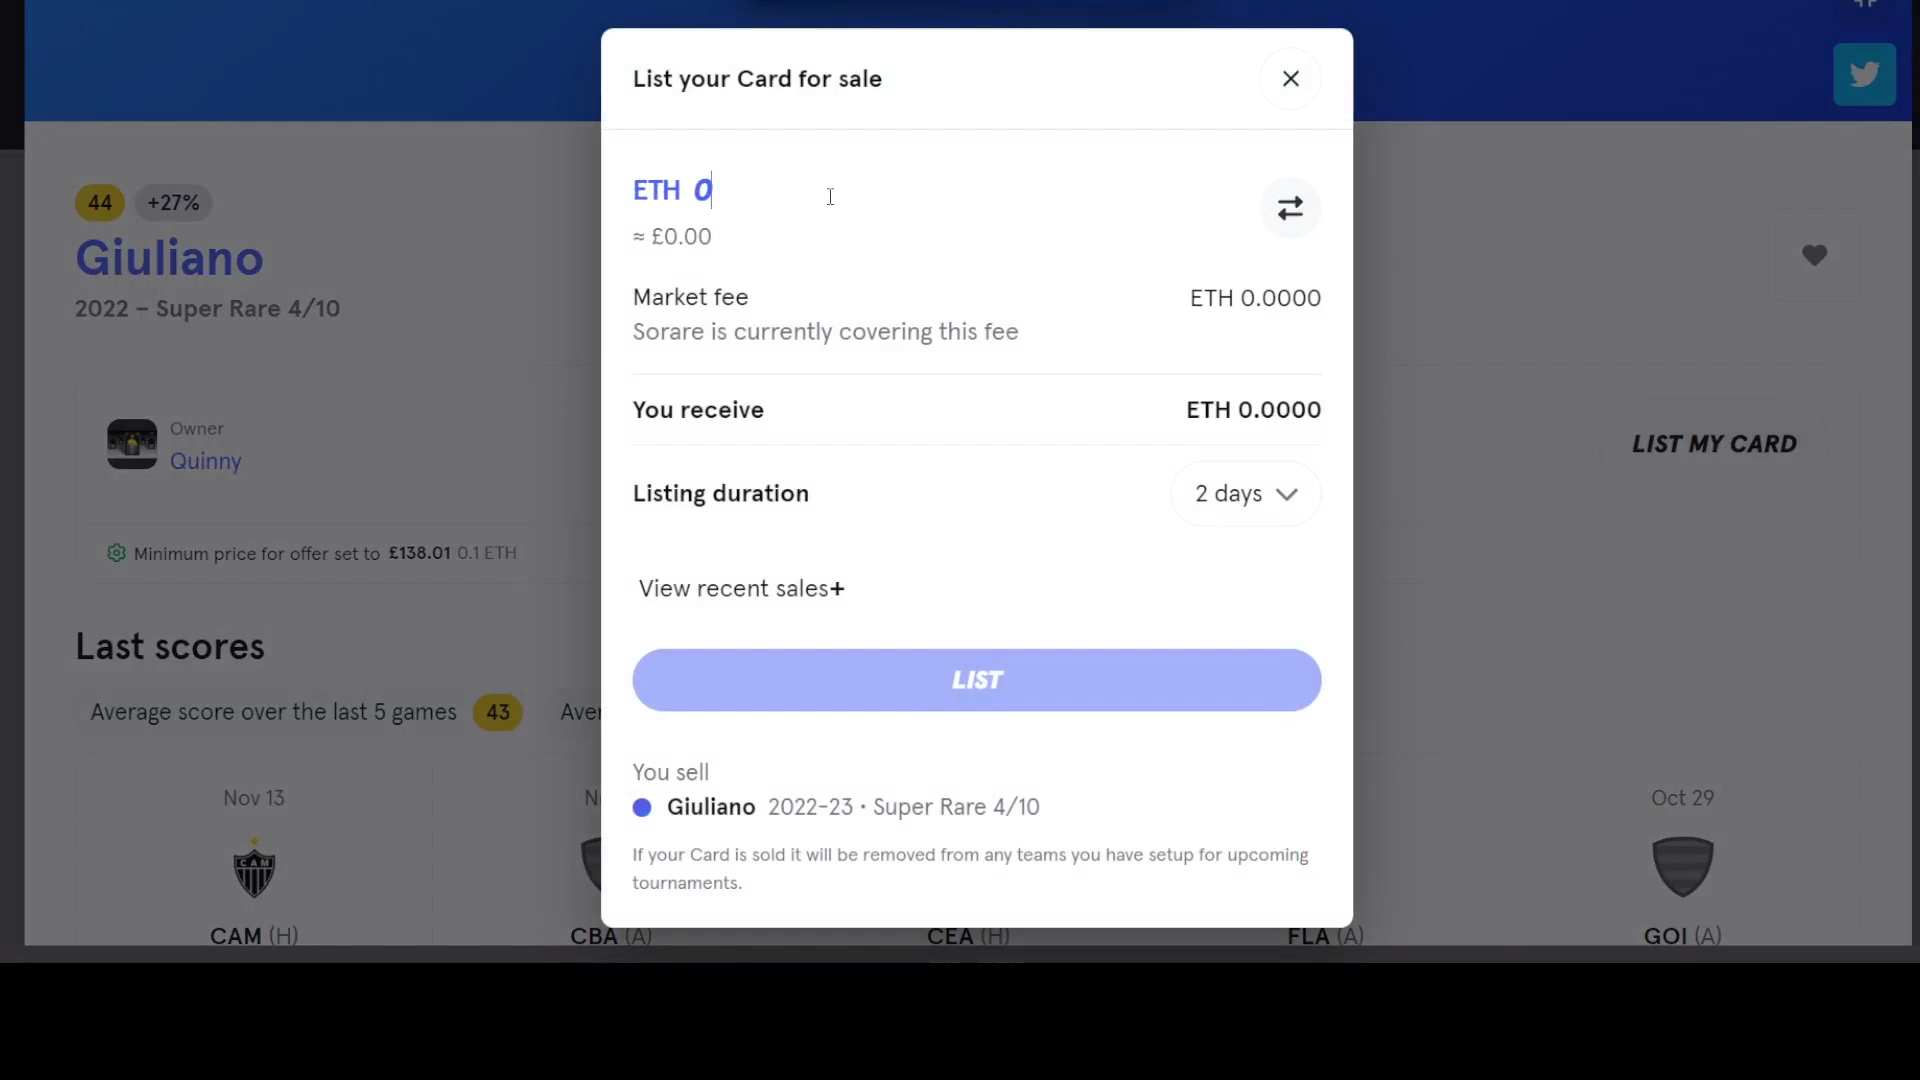 List your Card for sale
ETH 0
≈ £0.00
Market fee ETH 0.0000
Sorare is currently covering this fee
You receive ETH 0.0000
Listing duration 2 days
View recent sales+
LIST
You sell
Giuliano 2022-23 • Super Rare 4/10
If your Card is sold it will be removed from any teams you have setup for upcoming
tournaments.
44 +27%
Giuliano
2022 – Super Rare 4/10
Owner
Quinny
LIST MY CARD
Minimum price for offer set to £138.01 0.1 ETH
Last scores
Average score over the last 5 games 43
Nov 13 Oct 29
CAM
CAM (H) CBA (A) CEA (H) FLA (A) GOI (A)